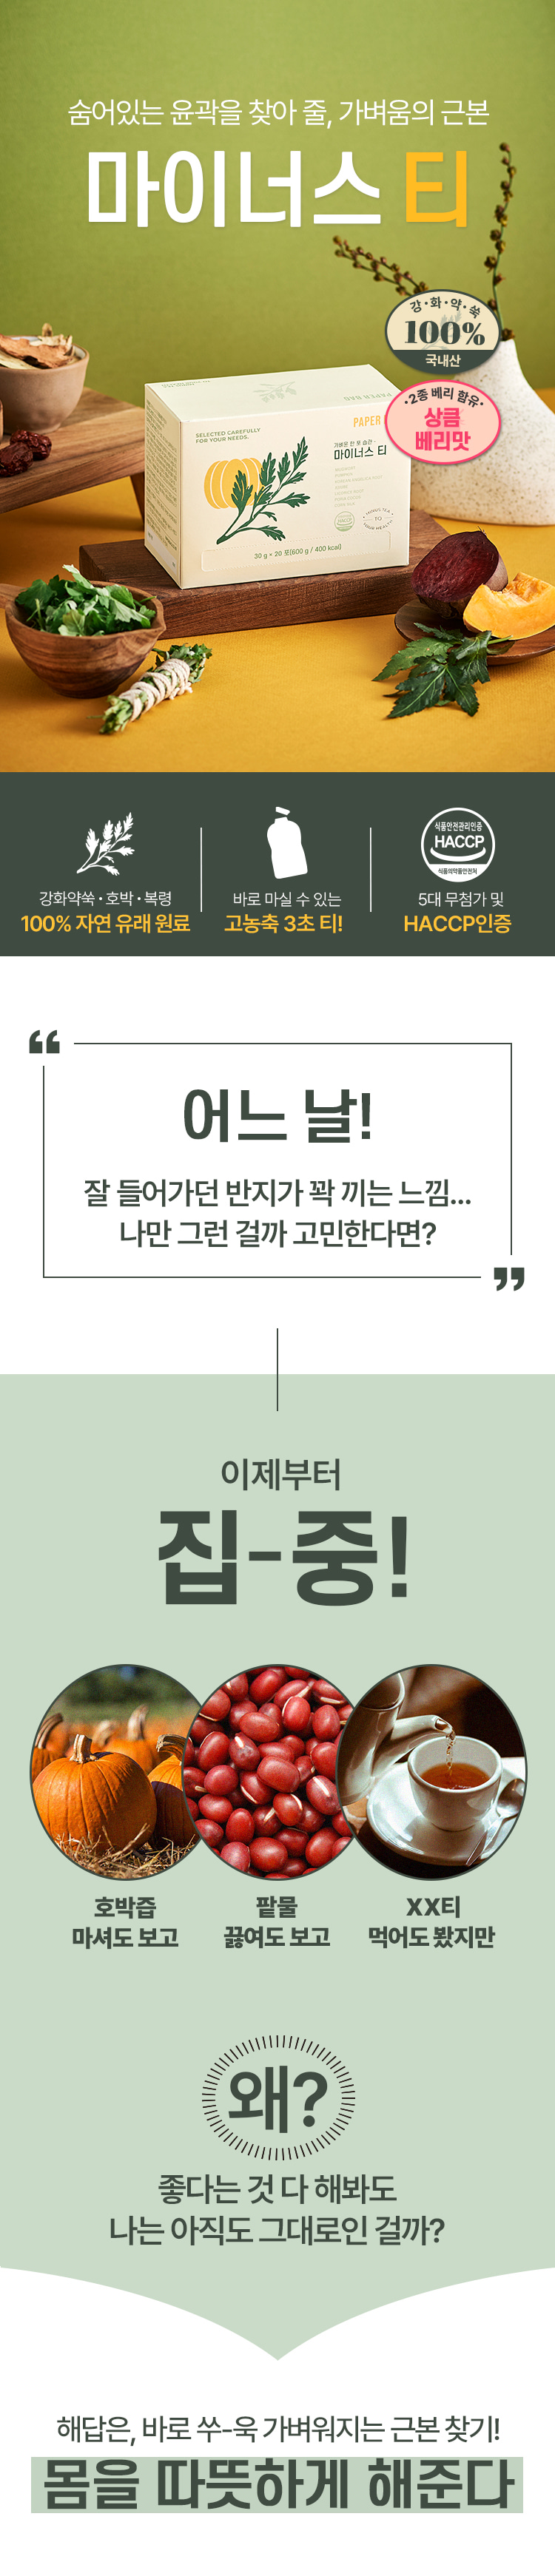 숨어있는 윤곽을 찾아 줄, 가벼움의 근본
마이너스 티
강·화·약·쑥
100%
국내산
·2종 베리 함유·
상큼
베리맛
SELECTED CAREFULLY
FOR YOUR NEEDS.
PAPER
가벼운 한 포 습관 -
마이너스 티
30 g × 20 포(600 g / 400 kcal)
강화약쑥·호박·복령
100% 자연 유래 원료
바로 마실 수 있는
고농축 3초 티!
식품안전관리인증
HACCP
식품의약품안전처
5대 무첨가 및
HACCP인증
“
어느 날!
잘 들어가던 반지가 꽉 끼는 느낌...
나만 그런 걸까 고민한다면?
”
이제부터
집-중!
호박즙
마셔도 보고
팥물
끓여도 보고
XX티
먹어도 봤지만
왜?
좋다는 것 다 해봐도
나는 아직도 그대로인 걸까?
해답은, 바로 쑤-욱 가벼워지는 근본 찾기!
몸을 따뜻하게 해준다